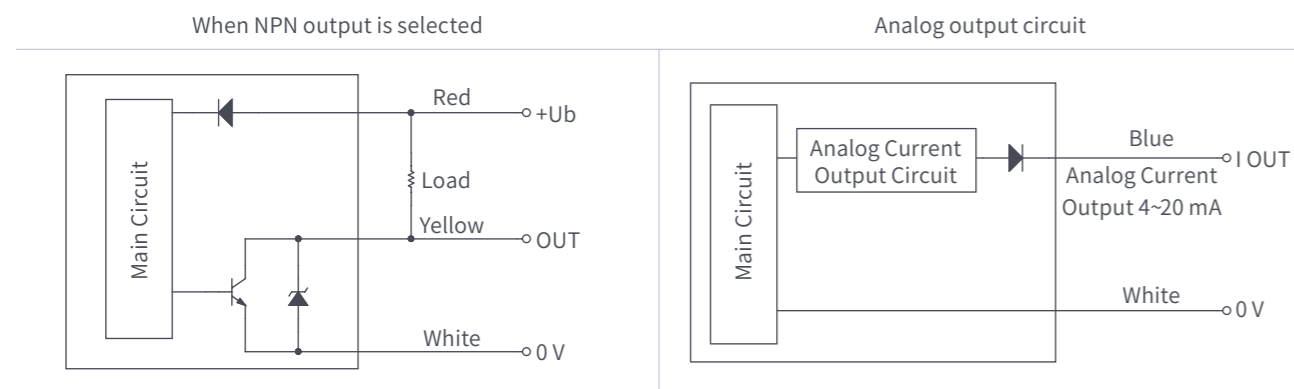 When NPN output is selected
Main Circuit
Red
+Ub
Load
Yellow
OUT
White
0 V
Analog output circuit
Main Circuit
Analog Current
Output Circuit
Blue
I OUT
Analog Current
Output 4~20 mA
White
0 V